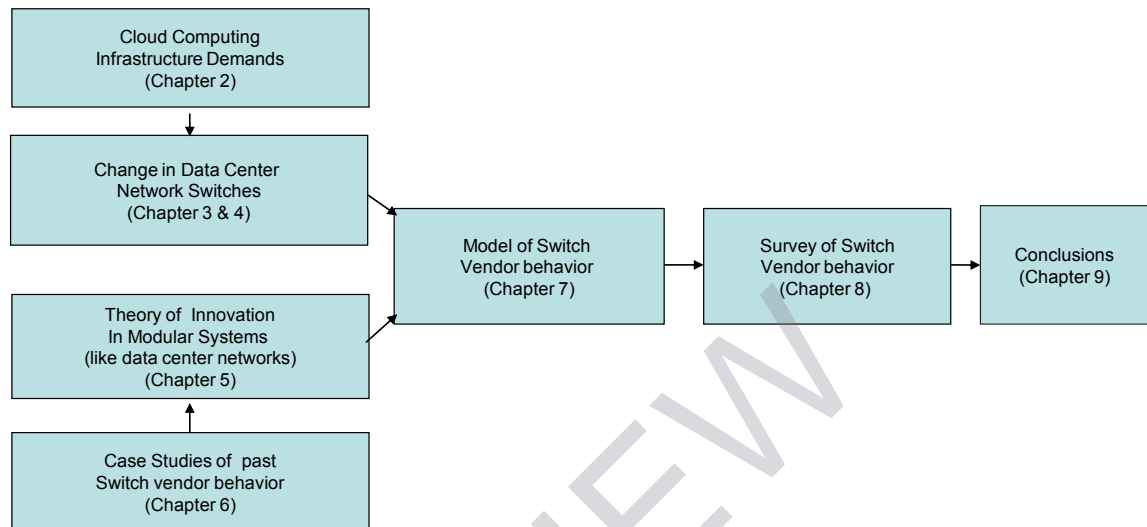 Cloud Computing
Infrastructure Demands
(Chapter 2)
Change in Data Center
Network Switches
(Chapter 3 & 4)
Theory of Innovation
In Modular Systems
(like data center networks)
(Chapter 5)
Case Studies of past
Switch vendor behavior
(Chapter 6)
Model of Switch
Vendor behavior
(Chapter 7)
Survey of Switch
Vendor behavior
(Chapter 8)
Conclusions
(Chapter 9)
IEW